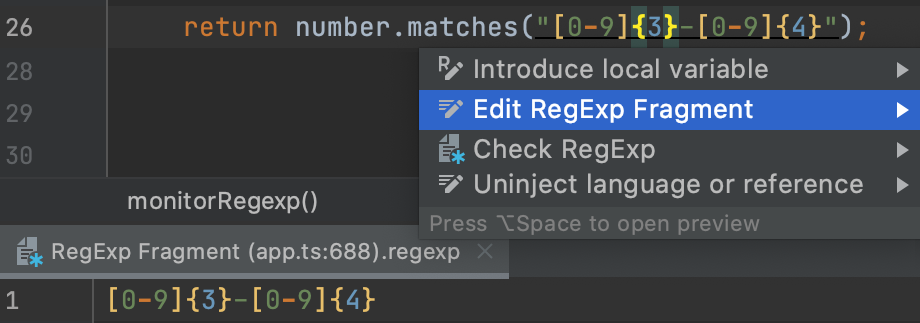 26 return number.matches("[0-9]{3}-[0-9]{4}");
Introduce local variable
28
Edit RegExp Fragment
29
Check RegExp
30
Uninject language or reference
monitorRegexp()
Press ⌥Space to open preview
RegExp Fragment (app.ts:688).regexp
1 [0-9]{3}-[0-9]{4}